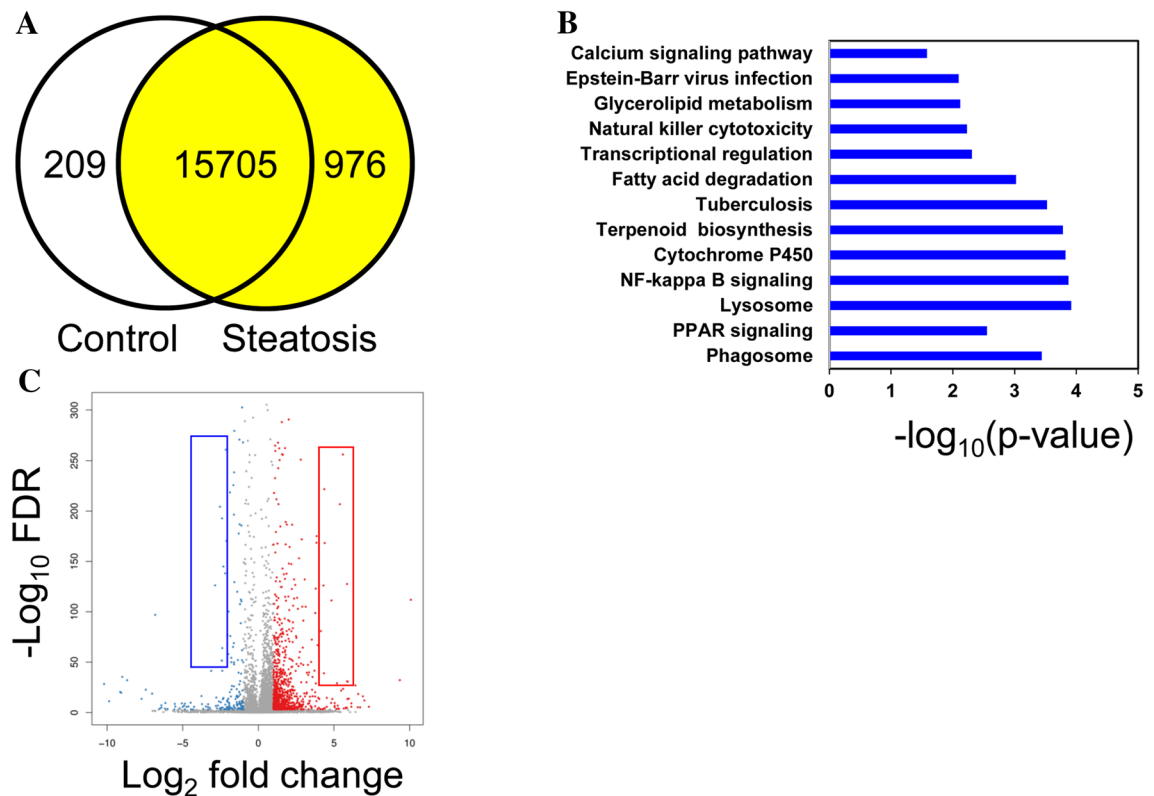 A
209 15705 976
Control Steatosis
B
Calcium signaling pathway
Epstein-Barr virus infection
Glycerolipid metabolism
Natural killer cytotoxicity
Transcriptional regulation
Fatty acid degradation
Tuberculosis
Terpenoid biosynthesis
Cytochrome P450
NF-kappa B signaling
Lysosome
PPAR signaling
Phagosome
0 1 2 3 4 5
-log10(p-value)
C
-Log10 FDR
300
250
200
150
100
50
0
−10 −5 0 5 10
Log2 fold change